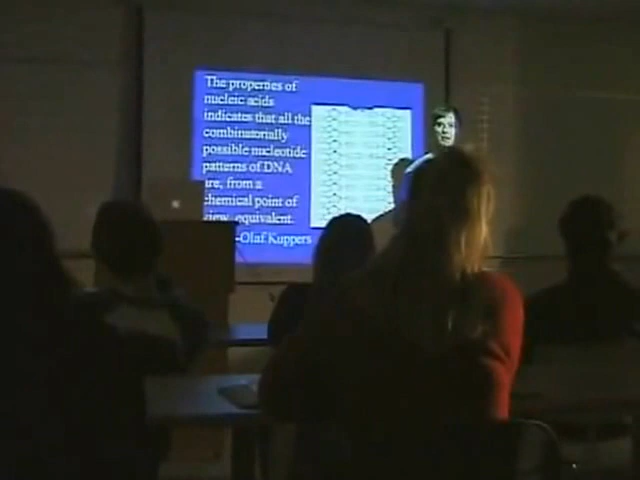 The properties of
nucleic acids
indicates that all the
combinatorially
possible nucleotide
patterns of DNA
are, from a
chemical point of
view, equivalent.
-Olaf Kuppers